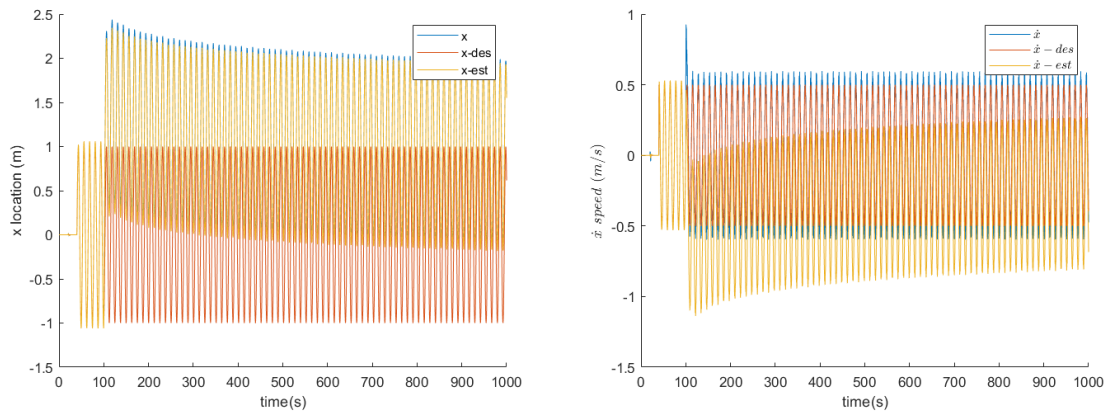 2.5
2
1.5
1
0.5
0
-0.5
-1
-1.5
0 100 200 300 400 500 600 700 800 900 1000
x location (m)
time(s)
x
x-des
x-est
1
0.5
0
-0.5
-1
-1.5
0 100 200 300 400 500 600 700 800 900 1000
ẋ speed (m/s)
time(s)
ẋ
ẋ − des
ẋ − est